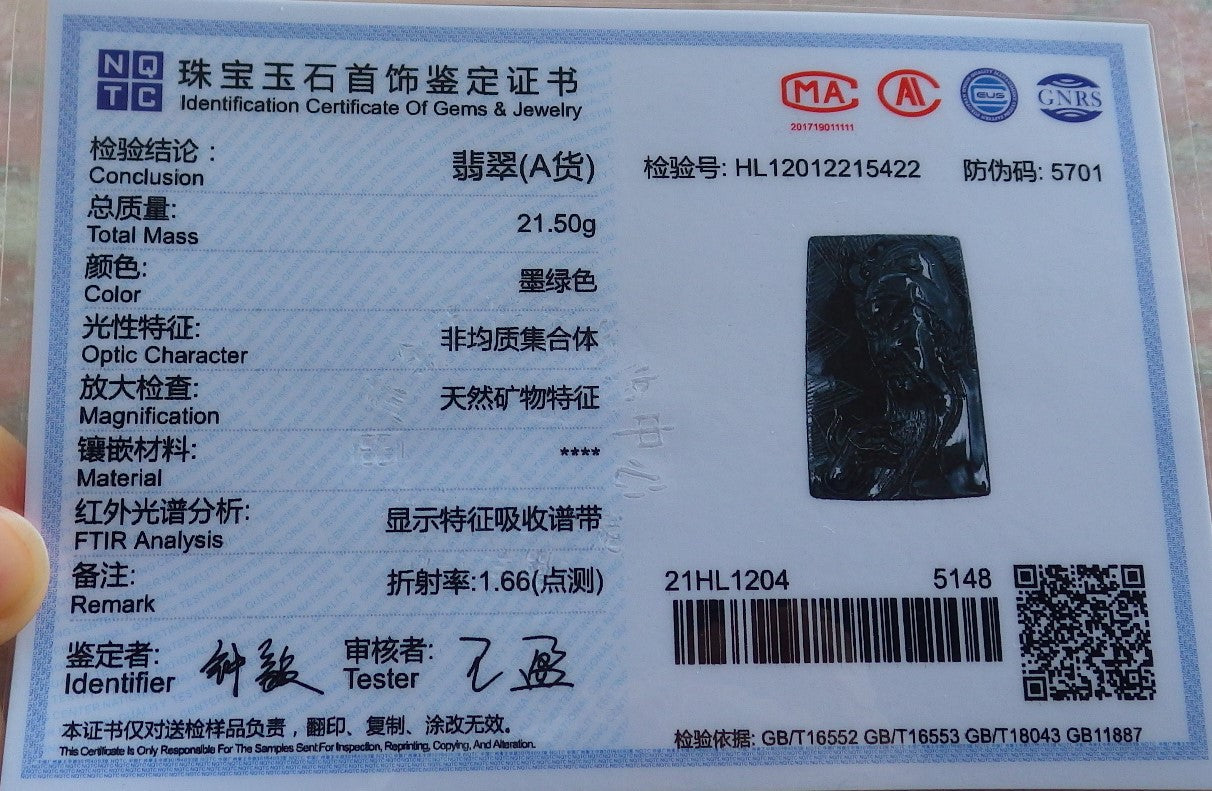 NQ
TC
珠宝玉石首饰鉴定证书
Identification Certificate Of Gems & Jewelry
MA
201719011111
AL
EUS
GNRS
检验结论：
Conclusion
翡翠(A货)
检验号: HL12012215422
防伪码: 5701
总质量:
Total Mass
21.50g
颜色:
Color
墨绿色
光性特征:
Optic Character
非均质集合体
放大检查:
Magnification
天然矿物特征
镶嵌材料:
Material
****
红外光谱分析:
FTIR Analysis
显示特征吸收谱带
备注:
Remark
折射率:1.66(点测)
21HL1204
5148
鉴定者:
Identifier
审核者:
Tester
本证书仅对送检样品负责，翻印、复制、涂改无效。
This Certificate Is Only Responsible For The Samples Sent For Inspection, Reprinting, Copying, And Alteration.
检验依据: GB/T16552 GB/T16553 GB/T18043 GB11887